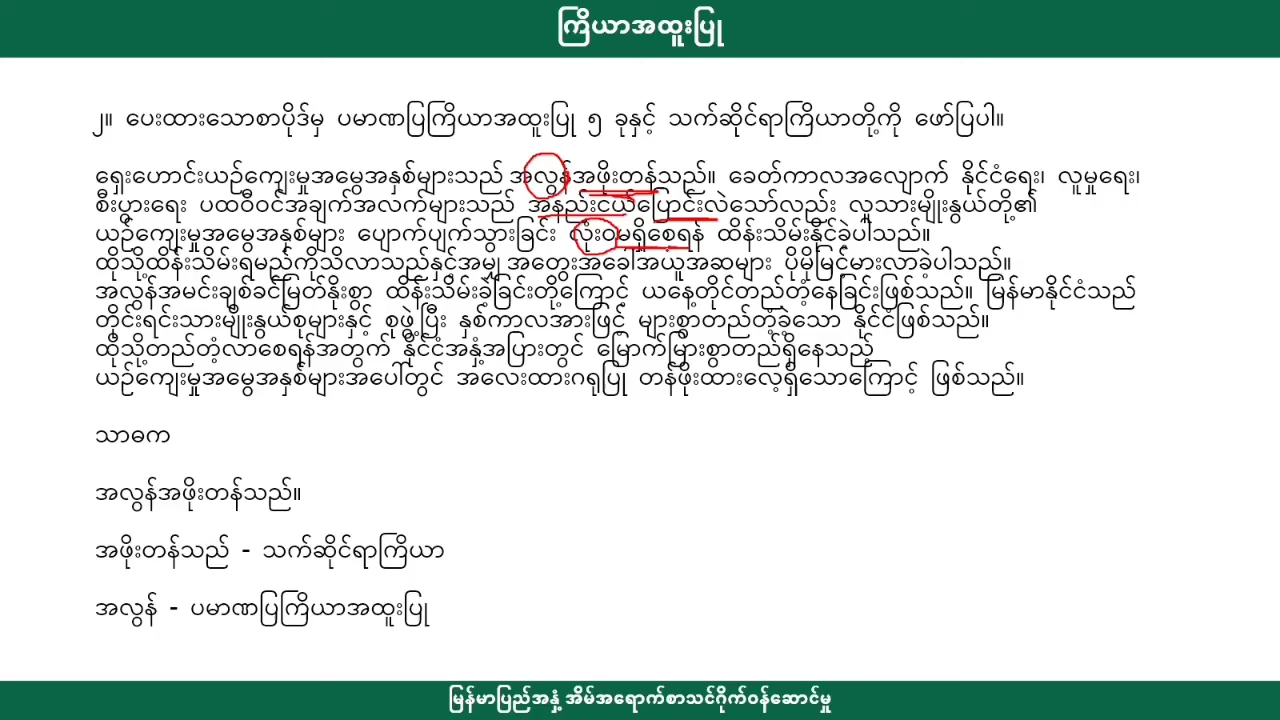 ကြိယာအထူးပြု
၂။ ပေးထားသောစာပိုဒ်မှ ပမာဏပြကြိယာအထူးပြု ၅ ခုနှင့် သက်ဆိုင်ရာကြိယာတို့ကို ဖော်ပြပါ။
ရှေးဟောင်းယဉ်ကျေးမှုအမွေအနှစ်များသည် အလွန်အဖိုးတန်သည်။ ခေတ်ကာလအလျောက် နိုင်ငံရေး၊ လူမှုရေး၊
စီးပွားရေး ပထဝီဝင်အချက်အလက်များသည် အနည်းငယ်ပြောင်းလဲသော်လည်း လူသားမျိုးနွယ်တို့၏
ယဉ်ကျေးမှုအမွေအနှစ်များ ပျောက်ပျက်သွားခြင်း လုံးဝမရှိစေရန် ထိန်းသိမ်းနိုင်ခဲ့ပါသည်။
ထိုသို့ထိန်းသိမ်းရမည်ကိုသိလာသည်နှင့်အမျှ အတွေးအခေါ်အယူအဆများ ပိုမိုမြင့်မားလာခဲ့ပါသည်။
အလွန်အမင်းချစ်ခင်မြတ်နိုးစွာ ထိန်းသိမ်းခဲ့ခြင်းတို့ကြောင့် ယနေ့တိုင်တည်တံ့နေခြင်းဖြစ်သည်။ မြန်မာနိုင်ငံသည်
တိုင်းရင်းသားမျိုးနွယ်စုများနှင့် စုဖွဲ့ပြီး နှစ်ကာလအားဖြင့် များစွာတည်တံ့ခဲ့သော နိုင်ငံဖြစ်သည်။
ထိုသို့တည်တံ့လာစေရန်အတွက် နိုင်ငံအနှံ့အပြားတွင် မြောက်မြားစွာတည်ရှိနေသည့်
ယဉ်ကျေးမှုအမွေအနှစ်များအပေါ်တွင် အလေးထားဂရုပြု တန်ဖိုးထားလေ့ရှိသောကြောင့် ဖြစ်သည်။
သာဓက
အလွန်အဖိုးတန်သည်။
အဖိုးတန်သည် - သက်ဆိုင်ရာကြိယာ
အလွန် - ပမာဏပြကြိယာအထူးပြု
မြန်မာပြည်အနှံ့ အိမ်အရောက်စာသင်ဂိုက်ဝန်ဆောင်မှု